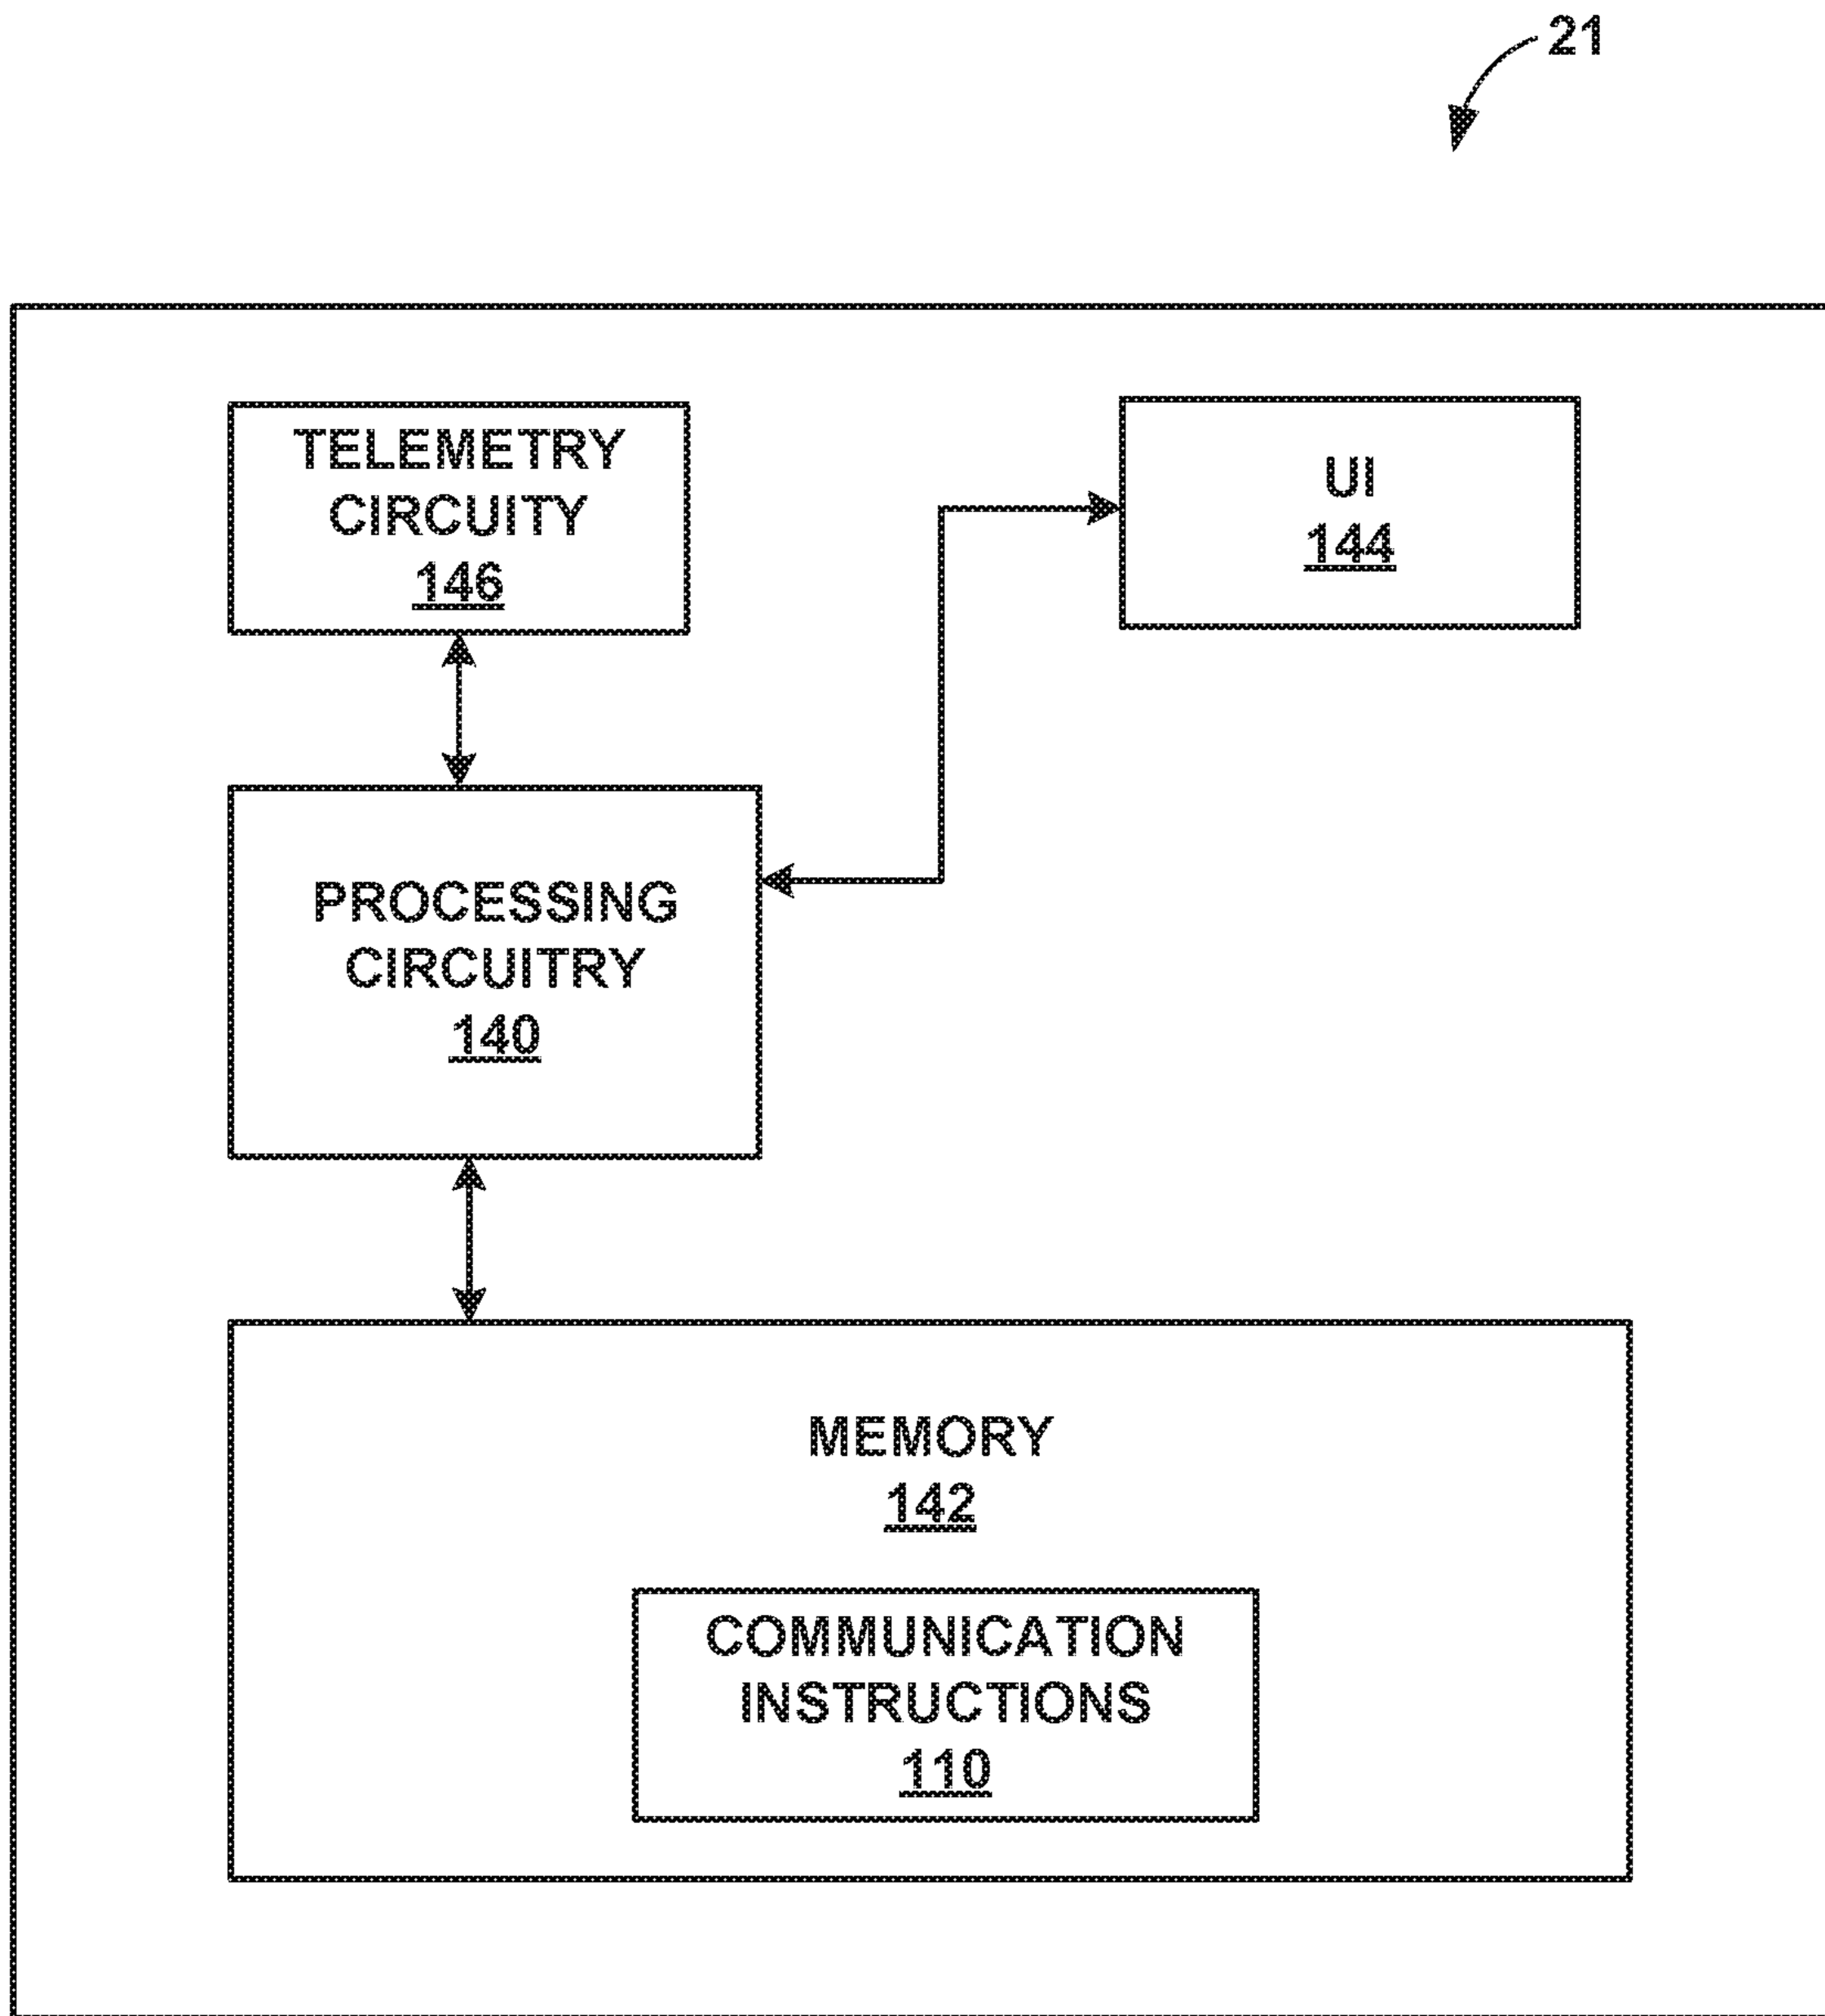 21
TELEMETRY
CIRCUITY
146
UI
144
PROCESSING
CIRCUITRY
140
MEMORY
142
COMMUNICATION
INSTRUCTIONS
110